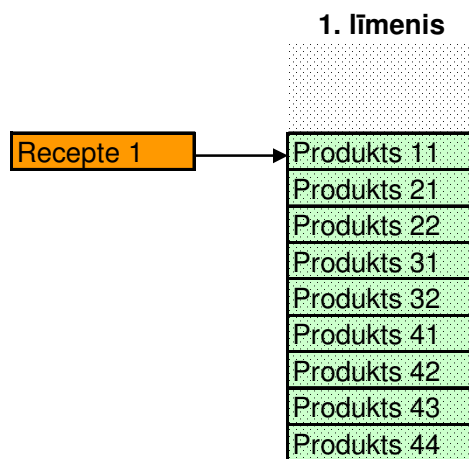 1. līmenis
Recepte 1
Produkts 11
Produkts 21
Produkts 22
Produkts 31
Produkts 32
Produkts 41
Produkts 42
Produkts 43
Produkts 44